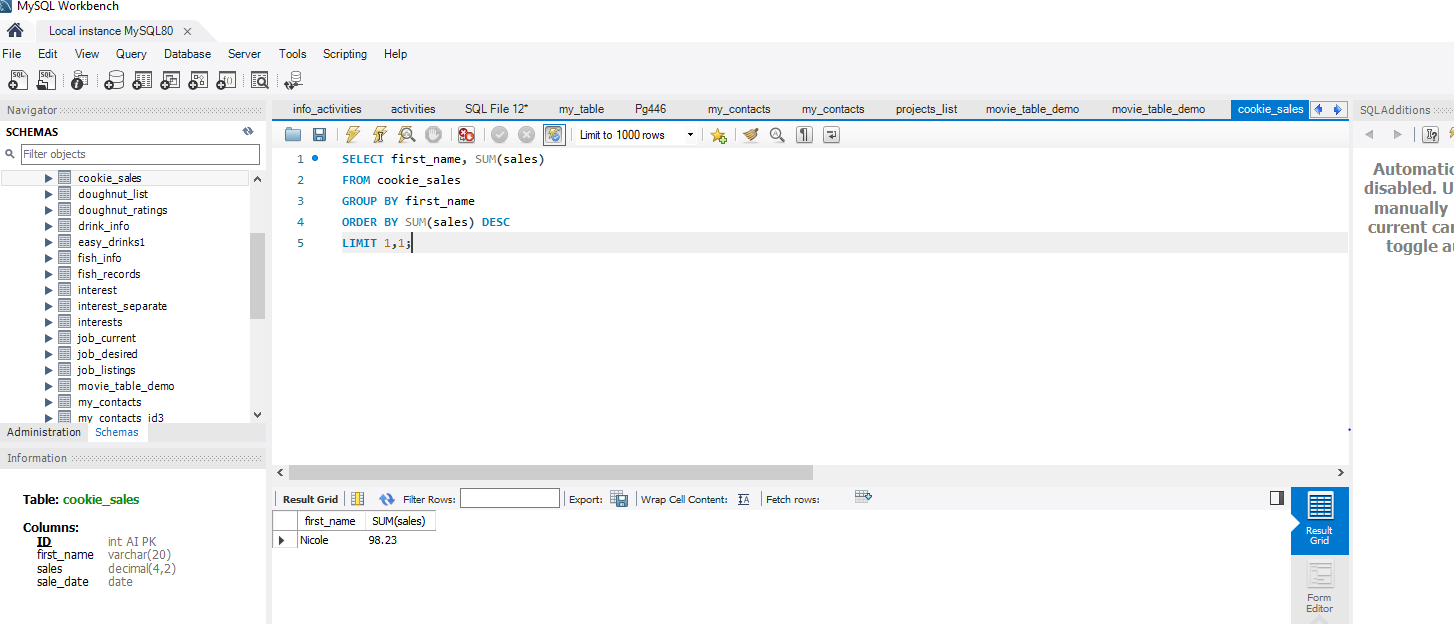 MySQL Workbench
Local instance MySQL80
File Edit View Query Database Server Tools Scripting Help
Navigator
SCHEMAS
Filter objects
cookie_sales
doughnut_list
doughnut_ratings
drink_info
easy_drinks1
fish_info
fish_records
interest
interest_separate
interests
job_current
job_desired
job_listings
movie_table_demo
my_contacts
my_contacts_id3
Administration Schemas
Information
Table: cookie_sales
Columns:
ID int AI PK
first_name varchar(20)
sales decimal(4,2)
sale_date date
info_activities activities SQL File 12* my_table Pg446 my_contacts my_contacts projects_list movie_table_demo movie_table_demo cookie_sales
Limit to 1000 rows
1 SELECT first_name, SUM(sales)
2 FROM cookie_sales
3 GROUP BY first_name
4 ORDER BY SUM(sales) DESC
5 LIMIT 1,1;
Result Grid Filter Rows: Export: Wrap Cell Content: Fetch rows:
first_name SUM(sales)
Nicole 98.23
Result
Grid
Form
Editor
SQLAdditions
Automatic
disabled. U
manually
current car
toggle au